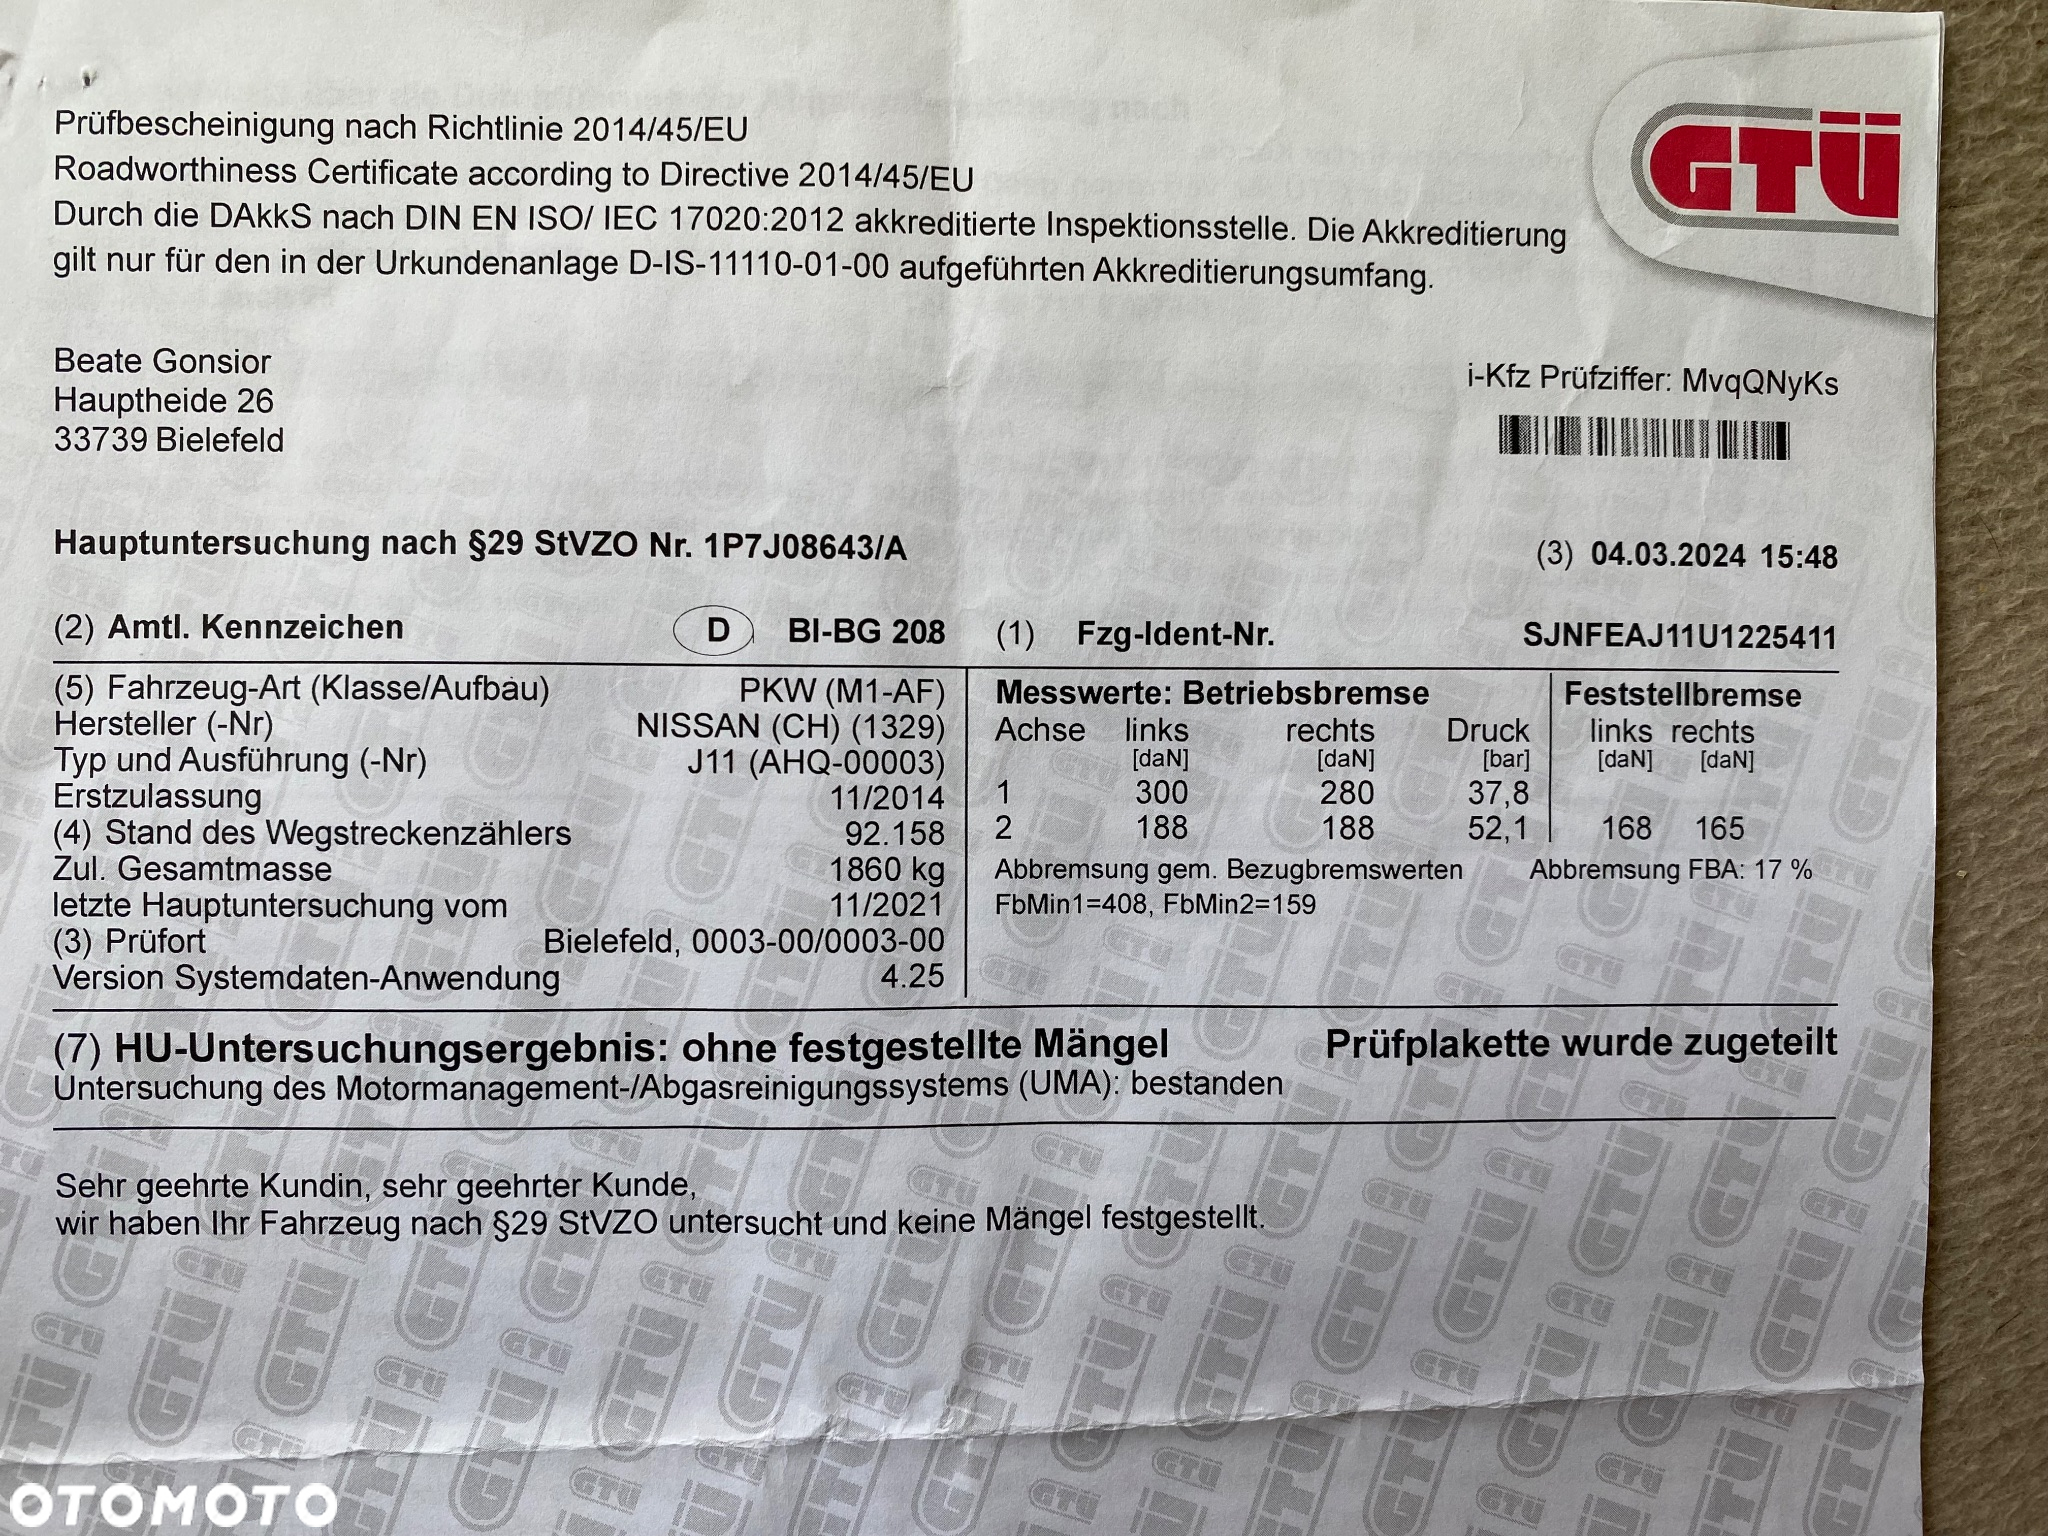 GTÜ
Prüfbescheinigung nach Richtlinie 2014/45/EU
Roadworthiness Certificate according to Directive 2014/45/EU
Durch die DAkkS nach DIN EN ISO/ IEC 17020:2012 akkreditierte Inspektionsstelle. Die Akkreditierung
gilt nur für den in der Urkundenanlage D-IS-11110-01-00 aufgeführten Akkreditierungsumfang.
Beate Gonsior
Hauptheide 26
33739 Bielefeld
i-Kfz Prüfziffer: MvqQNyKs
Hauptuntersuchung nach §29 StVZO Nr. 1P7J08643/A (3) 04.03.2024 15:48
(2) Amtl. Kennzeichen D BI-BG 208 (1) Fzg-Ident-Nr. SJNFEAJ11U1225411
(5) Fahrzeug-Art (Klasse/Aufbau) PKW (M1-AF)
Hersteller (-Nr) NISSAN (CH) (1329)
Typ und Ausführung (-Nr) J11 (AHQ-00003)
Erstzulassung 11/2014
(4) Stand des Wegstreckenzählers 92.158
Zul. Gesamtmasse 1860 kg
letzte Hauptuntersuchung vom 11/2021
(3) Prüfort Bielefeld, 0003-00/0003-00
Version Systemdaten-Anwendung 4.25
Messwerte: Betriebsbremse Feststellbremse
Achse links rechts Druck links rechts
[daN] [daN] [bar] [daN] [daN]
1 300 280 37,8
2 188 188 52,1 168 165
Abbremsung gem. Bezugbremswerten Abbremsung FBA: 17 %
FbMin1=408, FbMin2=159
(7) HU-Untersuchungsergebnis: ohne festgestellte Mängel Prüfplakette wurde zugeteilt
Untersuchung des Motormanagement-/Abgasreinigungssystems (UMA): bestanden
Sehr geehrte Kundin, sehr geehrter Kunde,
wir haben Ihr Fahrzeug nach §29 StVZO untersucht und keine Mängel festgestellt.
OTOMOTO